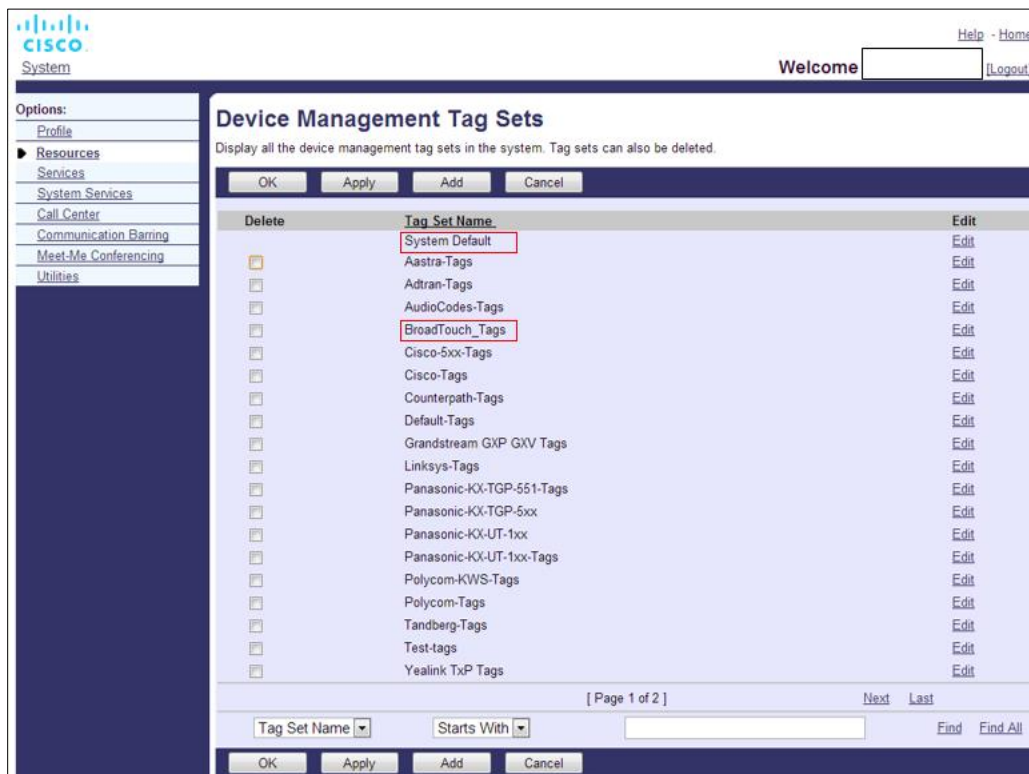 CISCO
Help - Home
System
Welcome [Logout]
Options:
Profile
Resources
Services
System Services
Call Center
Communication Barring
Meet-Me Conferencing
Utilities
Device Management Tag Sets
Display all the device management tag sets in the system. Tag sets can also be deleted.
OK Apply Add Cancel
Delete Tag Set Name Edit
System Default Edit
Aastra-Tags Edit
Adtran-Tags Edit
AudioCodes-Tags Edit
BroadTouch_Tags Edit
Cisco-5xx-Tags Edit
Cisco-Tags Edit
Counterpath-Tags Edit
Default-Tags Edit
Grandstream GXP GXV Tags Edit
Linksys-Tags Edit
Panasonic-KX-TGP-551-Tags Edit
Panasonic-KX-TGP-5xx Edit
Panasonic-KX-UT-1xx Edit
Panasonic-KX-UT-1xx-Tags Edit
Polycom-KWS-Tags Edit
Polycom-Tags Edit
Tandberg-Tags Edit
Test-tags Edit
Yealink TxP Tags Edit
[ Page 1 of 2 ] Next Last
Tag Set Name Starts With Find Find All
OK Apply Add Cancel